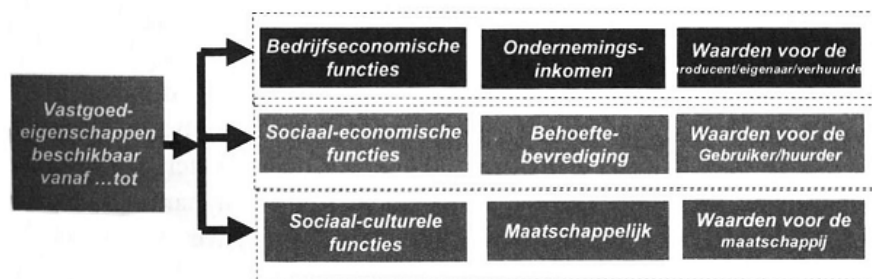 Vastgoed-
eigenschappen
beschikbaar
vanaf ...tot
Bedrijfseconomische
functies
Ondernemings-
inkomen
Waarden voor de
producent/eigenaar/verhuurder
Sociaal-economische
functies
Behoefte-
bevrediging
Waarden voor de
Gebruiker/huurder
Sociaal-culturele
functies
Maatschappelijk
Waarden voor de
maatschappij